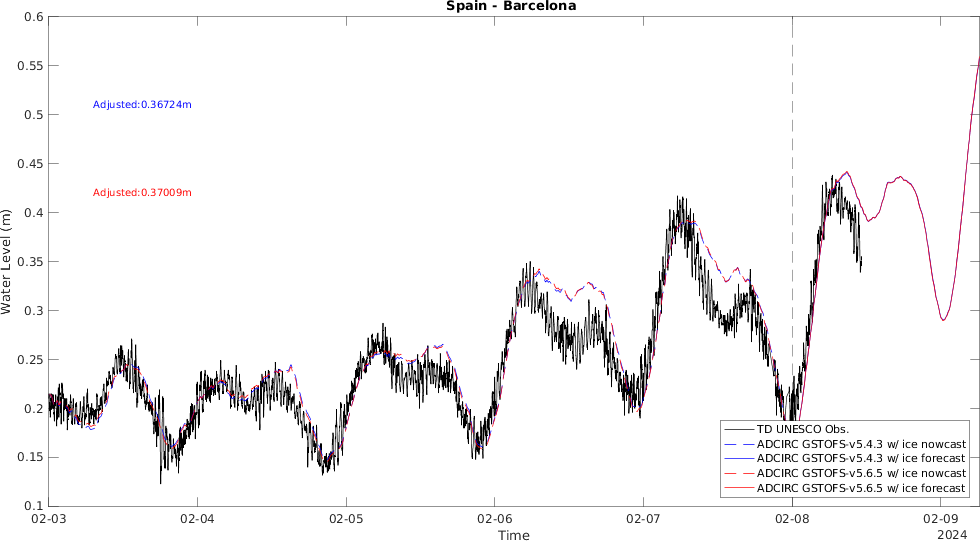 Spain - Barcelona
0.6
0.55
0.5
0.45
0.4
0.35
0.3
0.25
0.2
0.15
0.1
Water Level (m)
Adjusted:0.36724m
Adjusted:0.37009m
TD UNESCO Obs.
ADCIRC GSTOFS-v5.4.3 w/ ice nowcast
ADCIRC GSTOFS-v5.4.3 w/ ice forecast
ADCIRC GSTOFS-v5.6.5 w/ ice nowcast
ADCIRC GSTOFS-v5.6.5 w/ ice forecast
02-03 02-04 02-05 02-06 02-07 02-08 02-09
Time
2024